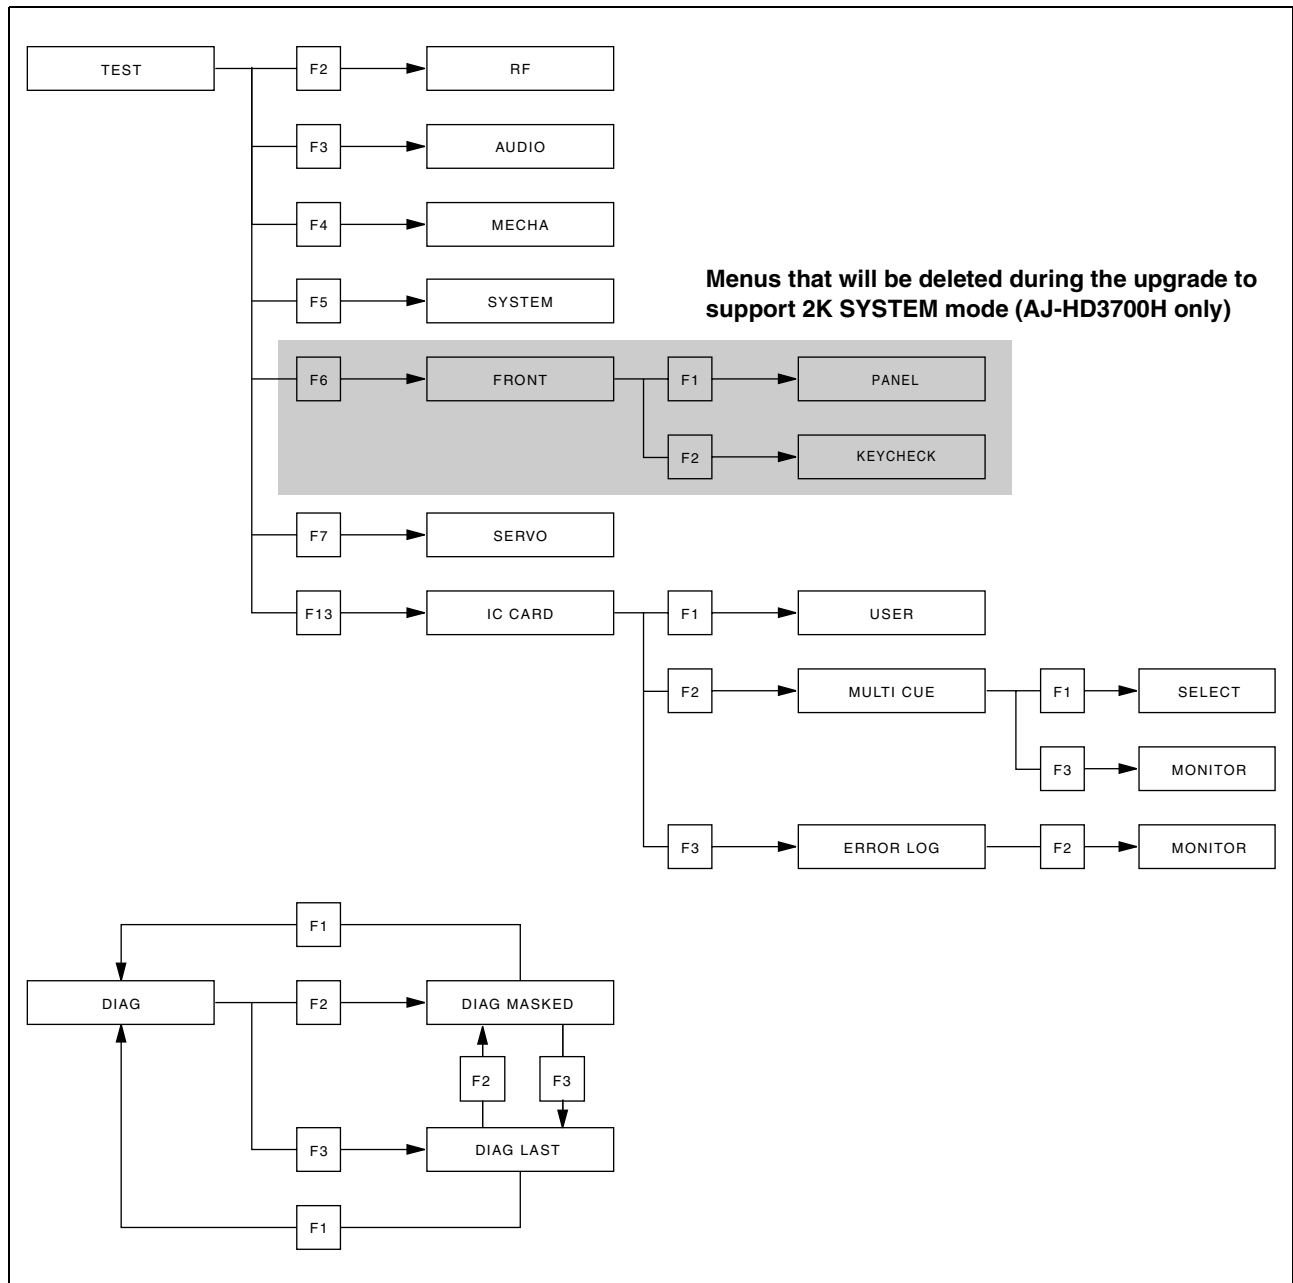 TEST F2 RF
F3 AUDIO
F4 MECHA
Menus that will be deleted during the upgrade to
support 2K SYSTEM mode (AJ-HD3700H only)
F5 SYSTEM
F6 FRONT F1 PANEL
F2 KEYCHECK
F7 SERVO
F13 IC CARD F1 USER
F2 MULTI CUE F1 SELECT
F3 MONITOR
F3 ERROR LOG F2 MONITOR
F1
DIAG F2 DIAG MASKED
F2 F3
F3 DIAG LAST
F1